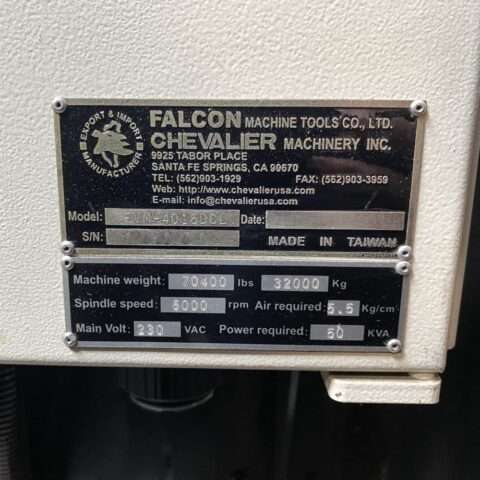 EXPORT & IMPORT
MANUFACTURER
FALCON MACHINE TOOLS CO., LTD.
CHEVALIER MACHINERY INC.
9925 TABOR PLACE
SANTA FE SPRINGS, CA 90670
TEL: (562)903-1929 FAX: (562)903-3959
Web: http://www.chevalierusa.com
E-mail: info@chevalierusa.com
Model: Date:
S/N: MADE IN TAIWAN
Machine weight: 70400 lbs 32000 Kg
Spindle speed: 5000 rpm Air required: 5.5 Kg/cm
Main Volt: 230 VAC Power required: 50 KVA